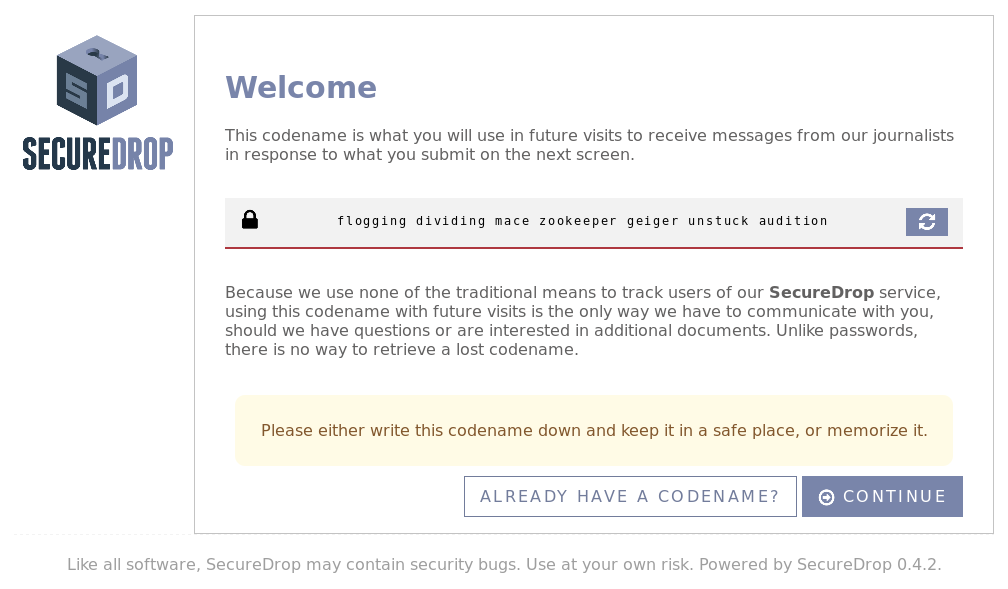 SD
SECUREDROP
Welcome
This codename is what you will use in future visits to receive messages from our journalists
in response to what you submit on the next screen.
flogging dividing mace zookeeper geiger unstuck audition
Because we use none of the traditional means to track users of our SecureDrop service,
using this codename with future visits is the only way we have to communicate with you,
should we have questions or are interested in additional documents. Unlike passwords,
there is no way to retrieve a lost codename.
Please either write this codename down and keep it in a safe place, or memorize it.
ALREADY HAVE A CODENAME? CONTINUE
Like all software, SecureDrop may contain security bugs. Use at your own risk. Powered by SecureDrop 0.4.2.